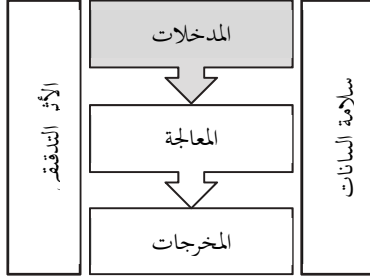 المدخلات
المعالجة
المخرجات
سلامة البيانات
الأثر التدقيقي